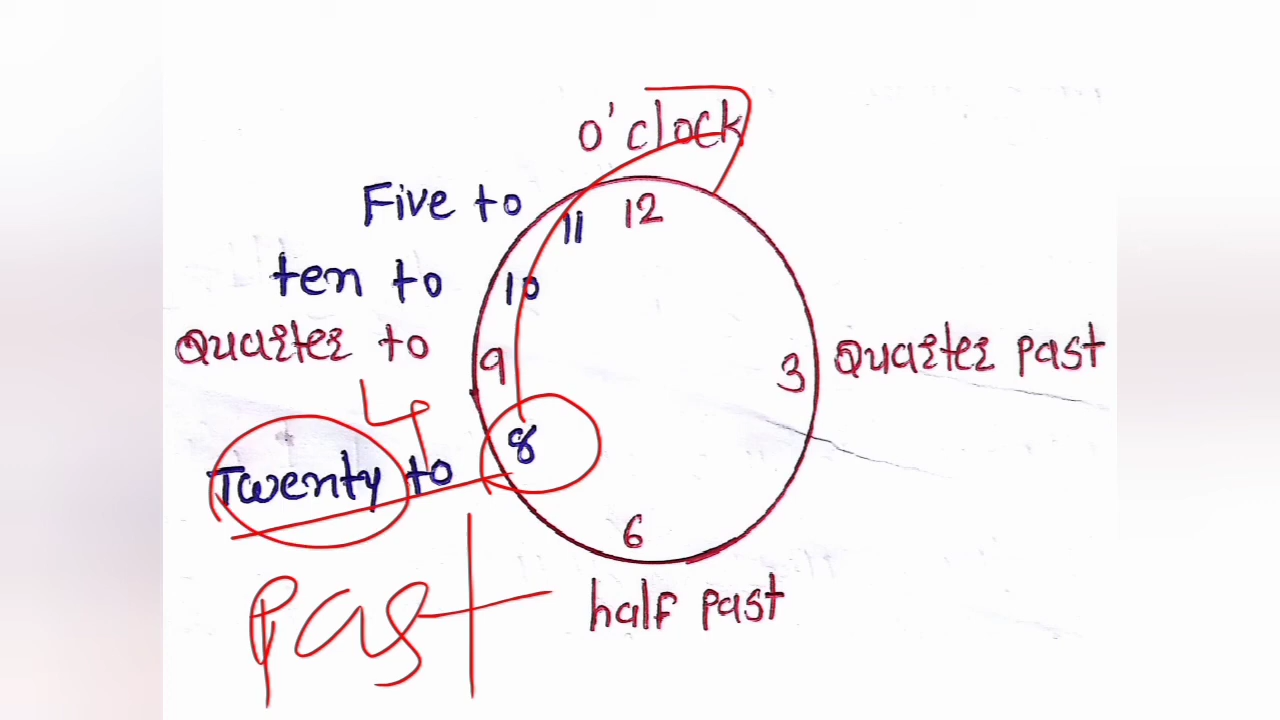 o'clock
Five to
11
12
ten to
10
Quarter to
9
3
Quarter past
8
Twenty to
6
past
half past